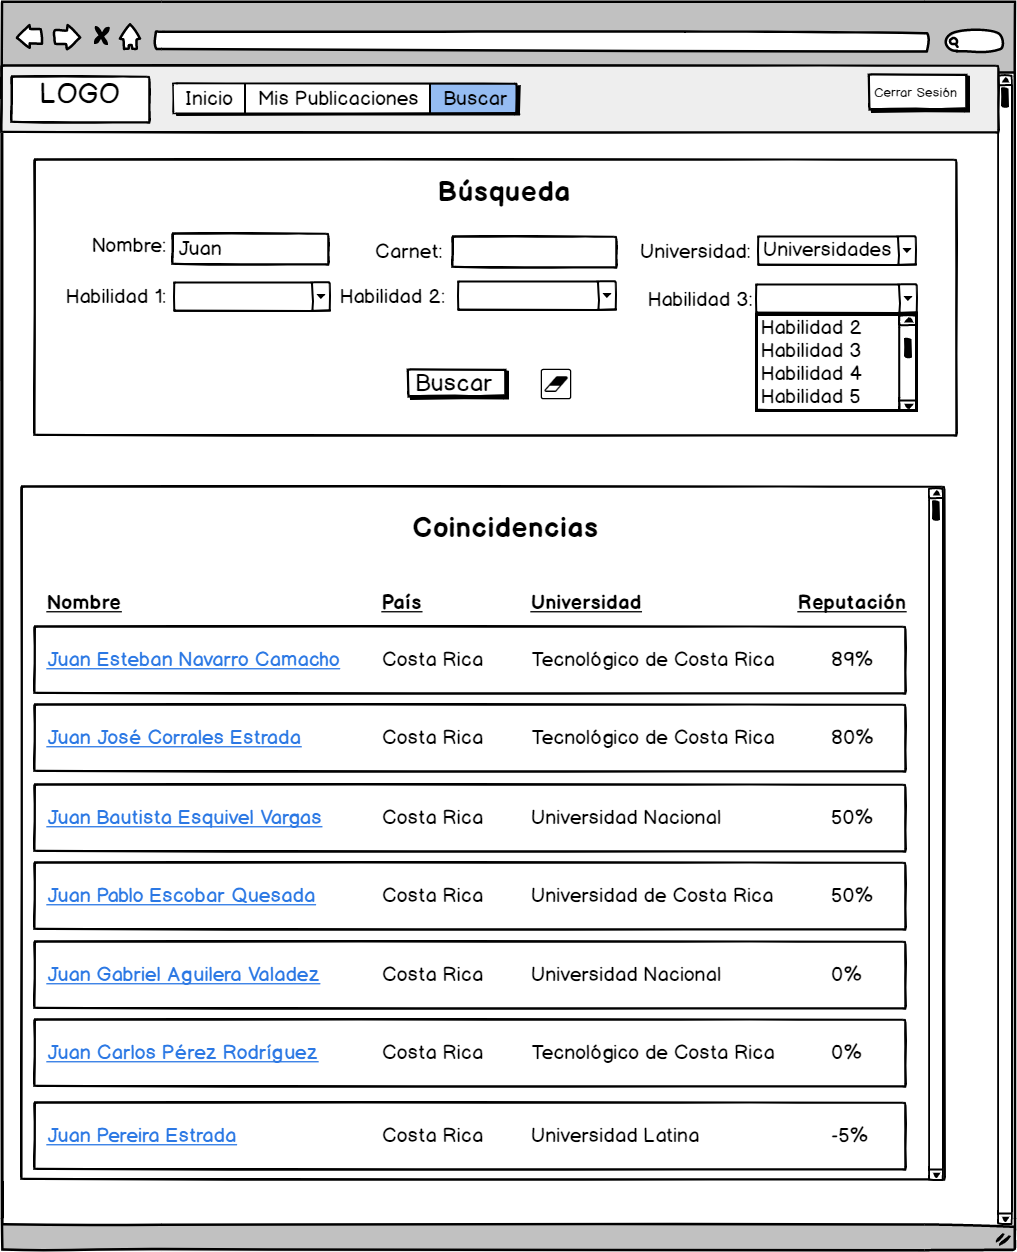 LOGO
Inicio
Mis Publicaciones
Buscar
Cerrar Sesión
Búsqueda
Nombre: Juan
Carnet:
Universidad: Universidades
Habilidad 1:
Habilidad 2:
Habilidad 3:
Habilidad 2
Habilidad 3
Habilidad 4
Habilidad 5
Buscar
Coincidencias
Nombre País Universidad Reputación
Juan Esteban Navarro Camacho Costa Rica Tecnológico de Costa Rica 89%
Juan José Corrales Estrada Costa Rica Tecnológico de Costa Rica 80%
Juan Bautista Esquivel Vargas Costa Rica Universidad Nacional 50%
Juan Pablo Escobar Quesada Costa Rica Universidad de Costa Rica 50%
Juan Gabriel Aguilera Valadez Costa Rica Universidad Nacional 0%
Juan Carlos Pérez Rodríguez Costa Rica Tecnológico de Costa Rica 0%
Juan Pereira Estrada Costa Rica Universidad Latina -5%